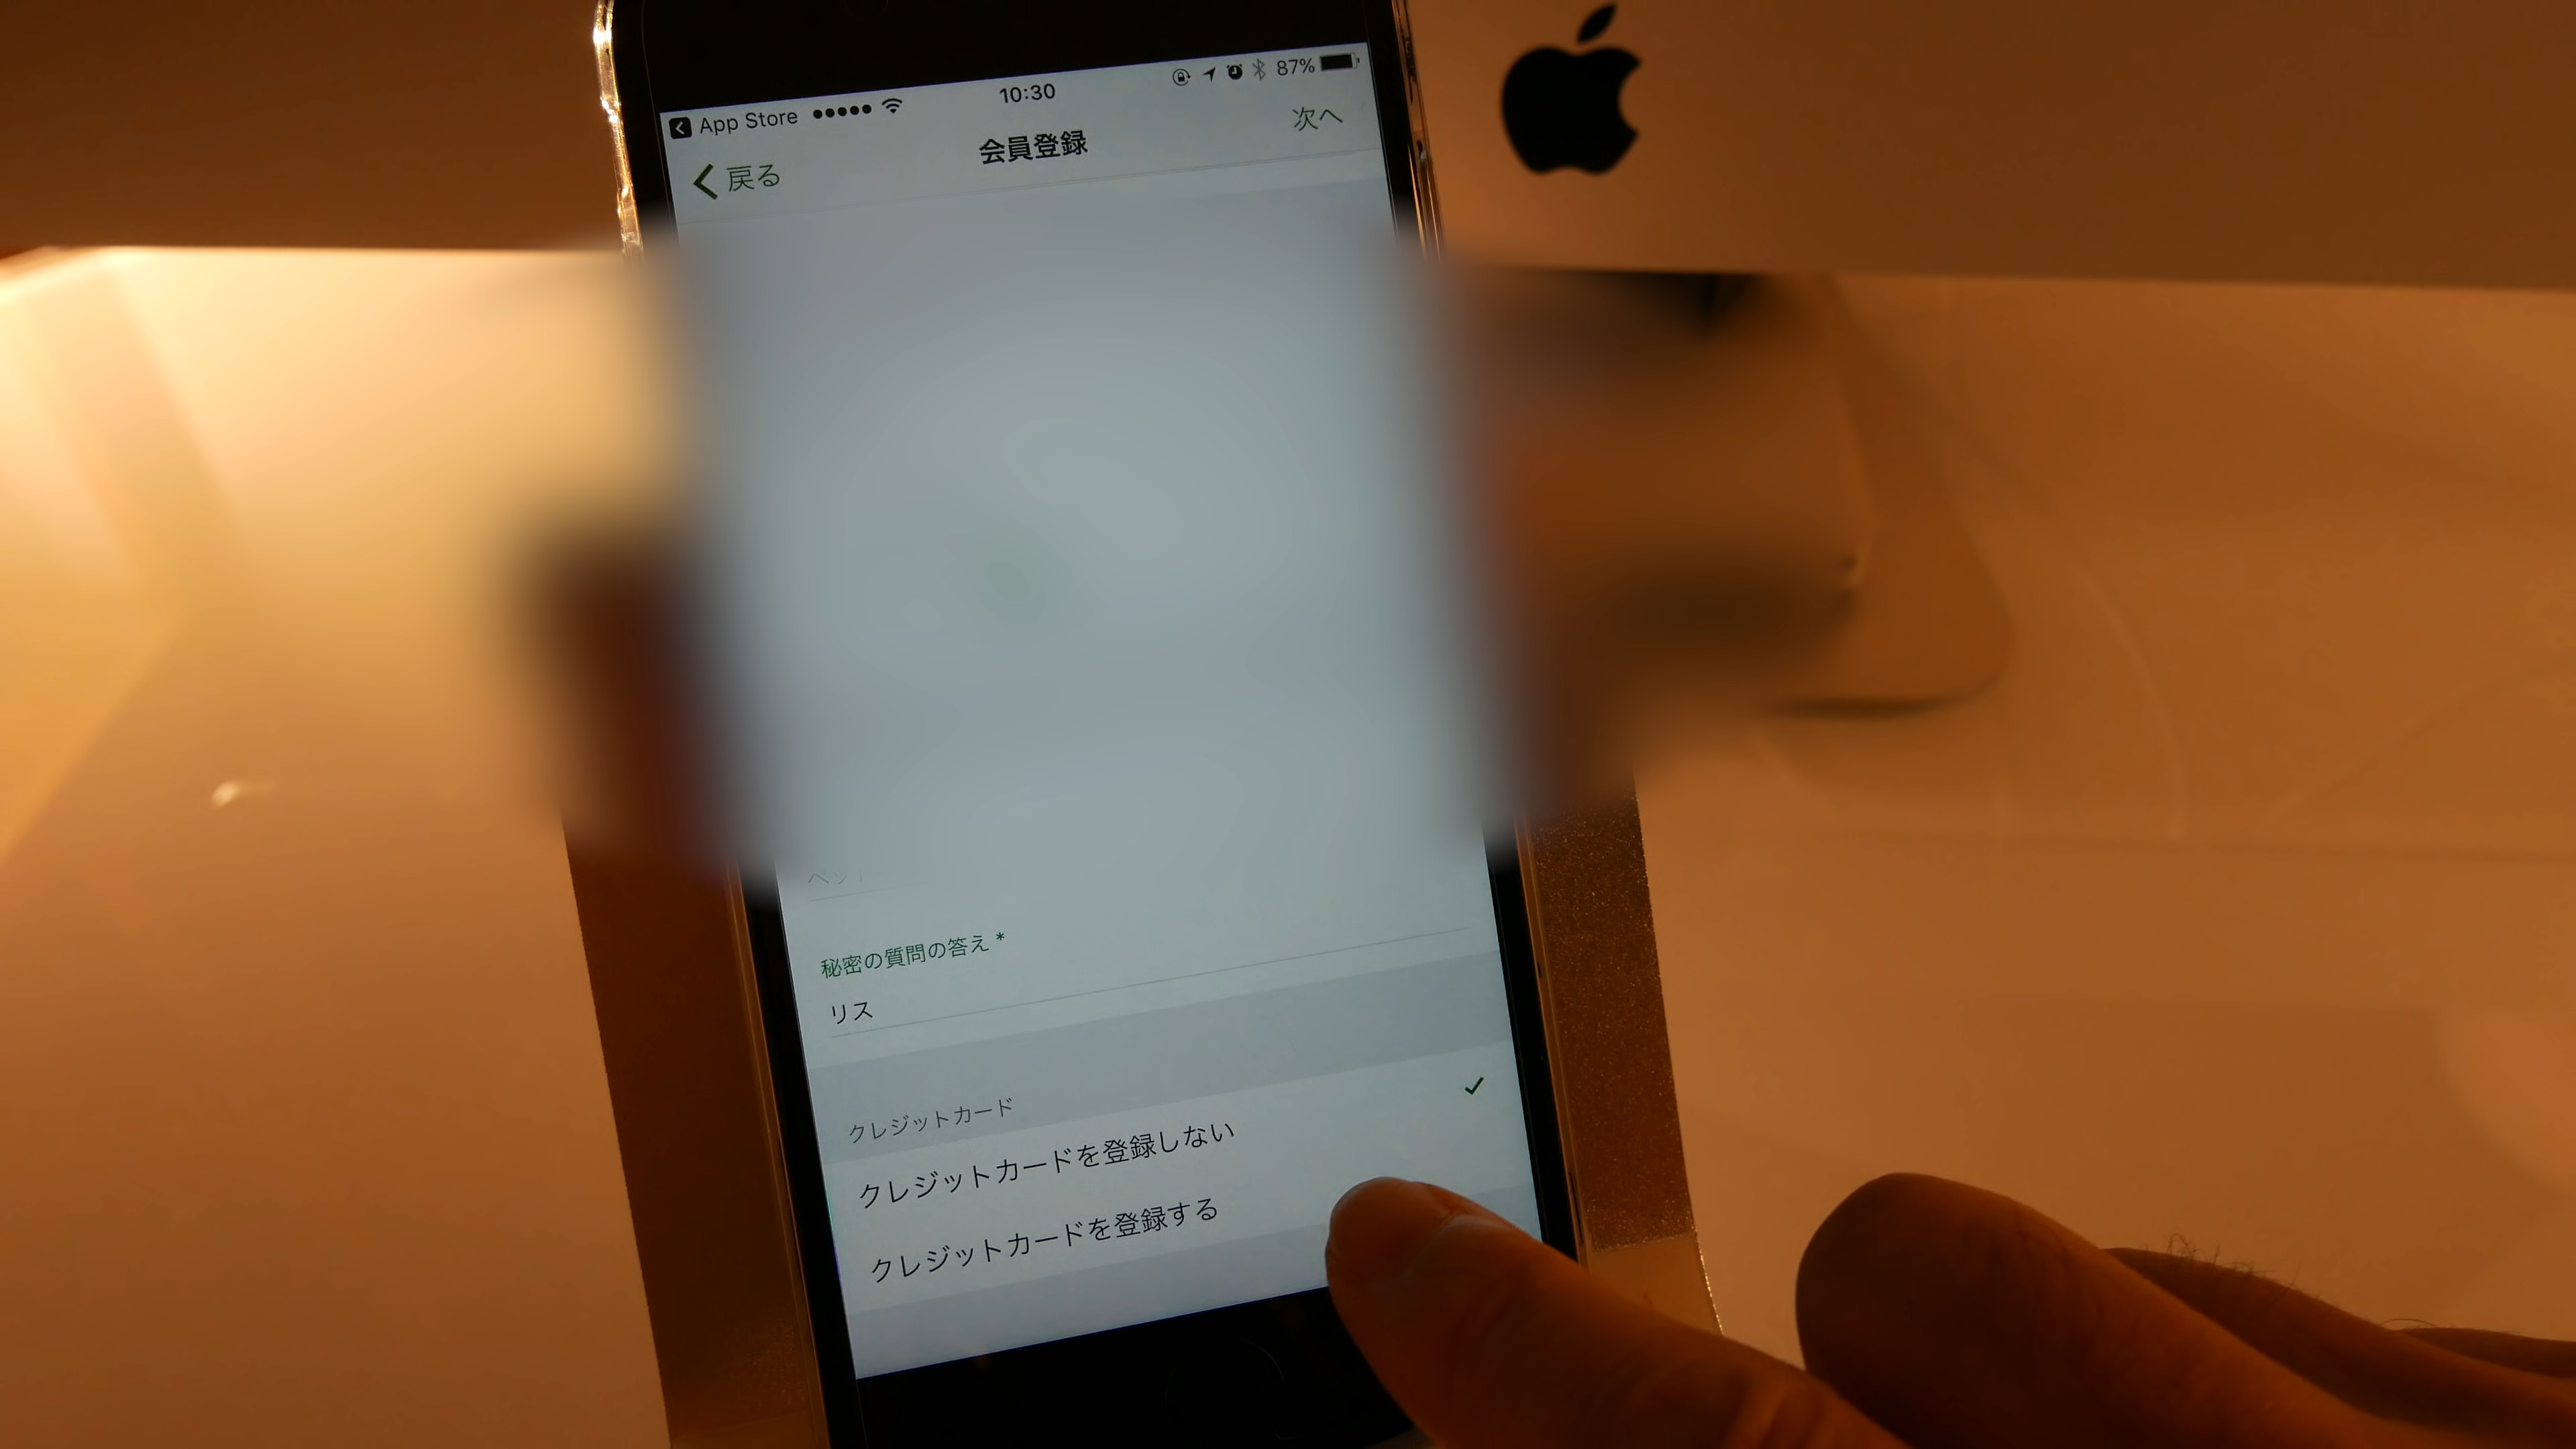 App Store
10:30
87%
戻る
会員登録
次へ
秘密の質問の答え *
リス
クレジットカード
クレジットカードを登録しない
クレジットカードを登録する